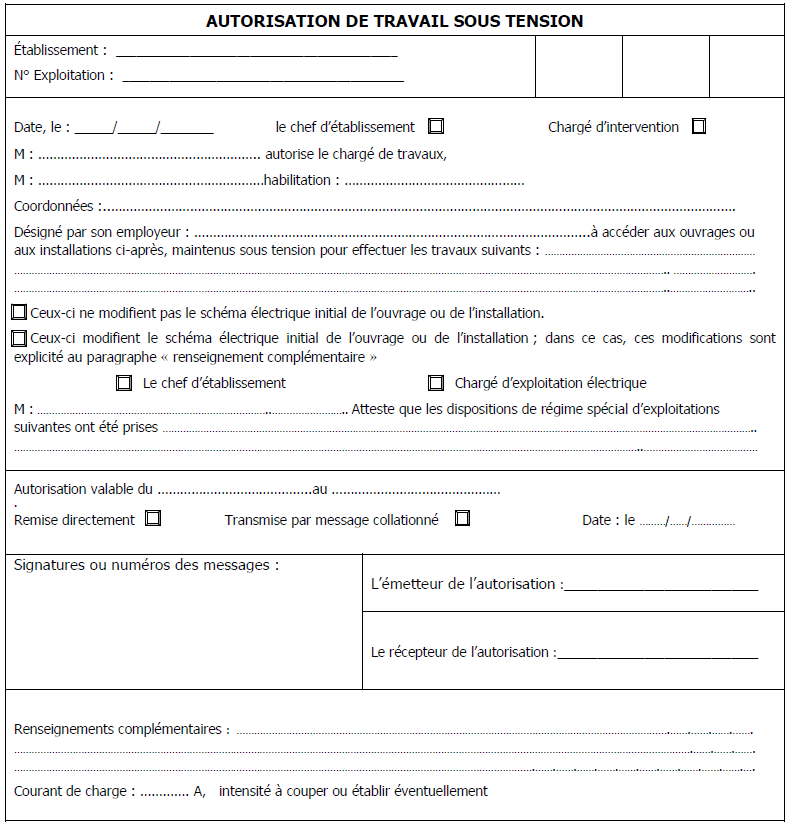 AUTORISATION DE TRAVAIL SOUS TENSION
Établissement : ______________________________________
N° Exploitation : ______________________________________
Date, le : _____/_____/_______ le chef d’établissement ☐ Chargé d’intervention ☐
M : ............................................................ autorise le chargé de travaux,
M : ............................................................habilitation : ................................................
Coordonnées :..........................................................................................................................
Désigné par son employeur : ..........................................................................à accéder aux ouvrages ou
aux installations ci-après, maintenus sous tension pour effectuer les travaux suivants : ........................................
.......................................................................................................................................
.......................................................................................................................................
☐ Ceux-ci ne modifient pas le schéma électrique initial de l’ouvrage ou de l’installation.
☐ Ceux-ci modifient le schéma électrique initial de l’ouvrage ou de l’installation ; dans ce cas, ces modifications sont
explicité au paragraphe « renseignement complémentaire »
☐ Le chef d’établissement ☐ Chargé d’exploitation électrique
M : .................................................................. Atteste que les dispositions de régime spécial d’exploitations
suivantes ont été prises ..............................................................................................................
.......................................................................................................................................
Autorisation valable du .........................................au .............................................
.
Remise directement ☐ Transmise par message collationné ☐ Date : le ........./....../...............
Signatures ou numéros des messages :
L’émetteur de l’autorisation :__________________________
Le récepteur de l’autorisation :___________________________
Renseignements complémentaires : .....................................................................................................
.......................................................................................................................................
.......................................................................................................................................
Courant de charge : ............. A, intensité à couper ou établir éventuellement